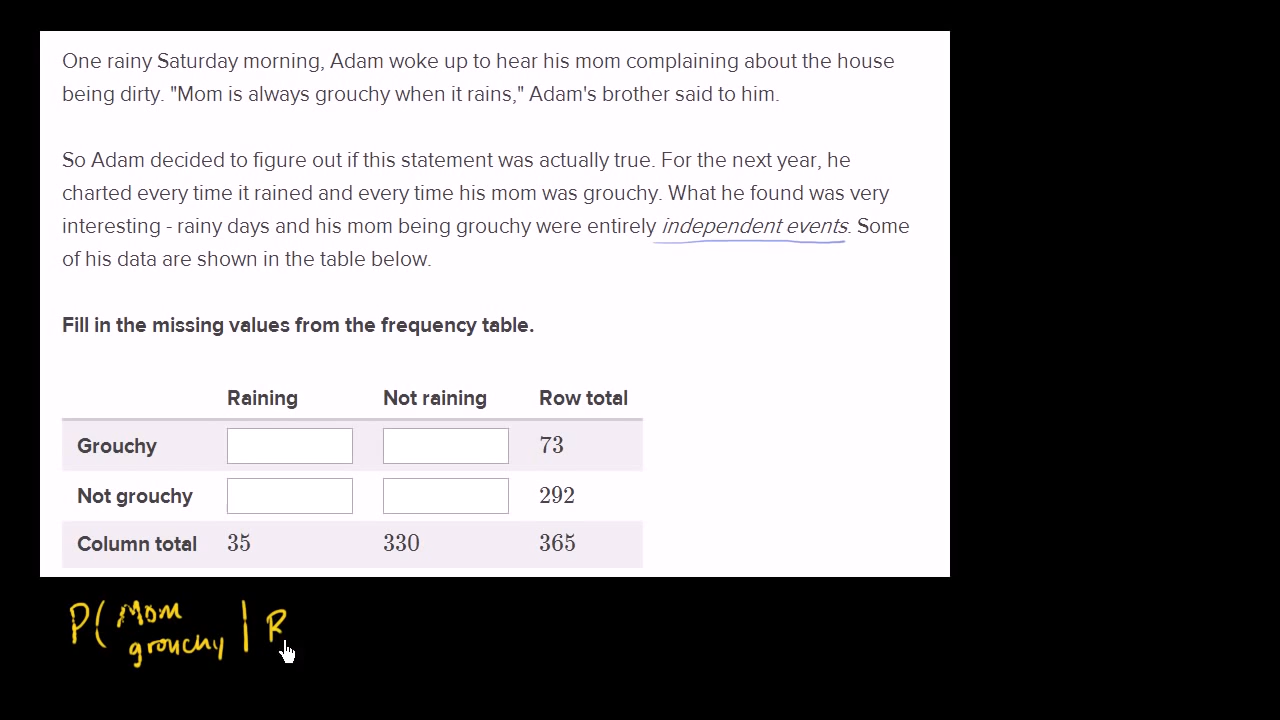 One rainy Saturday morning, Adam woke up to hear his mom complaining about the house
being dirty. "Mom is always grouchy when it rains," Adam's brother said to him.
So Adam decided to figure out if this statement was actually true. For the next year, he
charted every time it rained and every time his mom was grouchy. What he found was very
interesting - rainy days and his mom being grouchy were entirely independent events. Some
of his data are shown in the table below.
Fill in the missing values from the frequency table.
Raining Not raining Row total
Grouchy 73
Not grouchy 292
Column total 35 330 365
P( Mom
grouchy | R